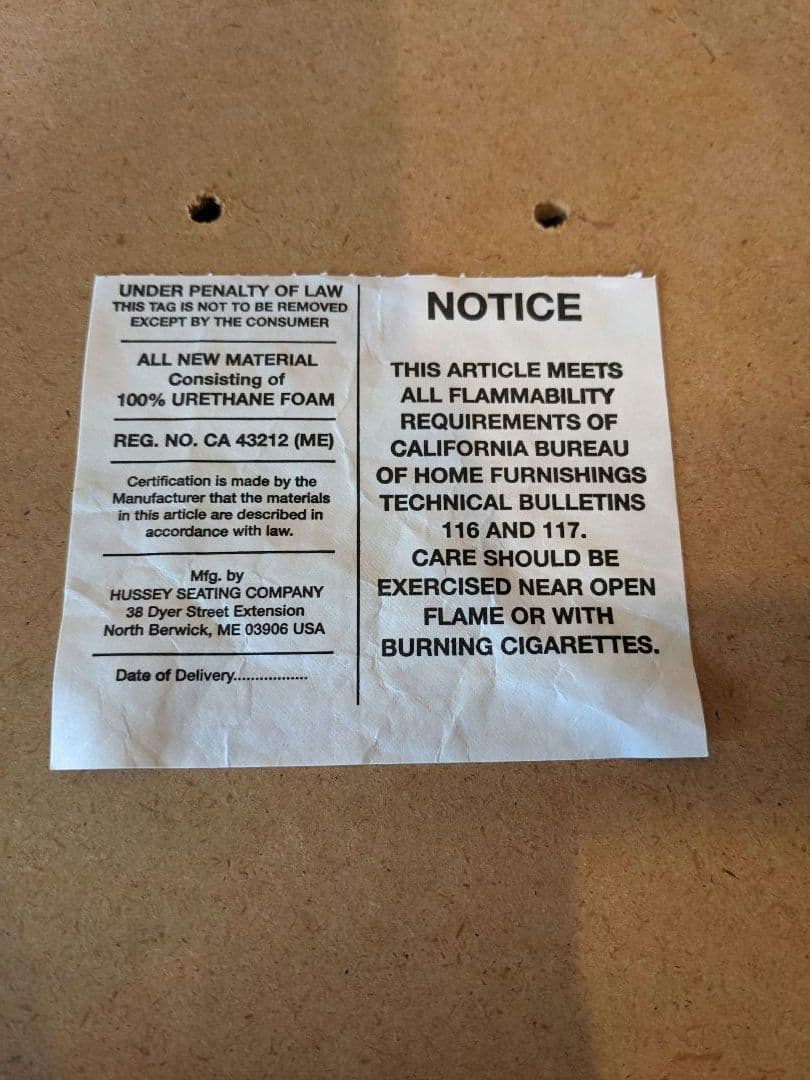 UNDER PENALTY OF LAW
THIS TAG IS NOT TO BE REMOVED
EXCEPT BY THE CONSUMER
ALL NEW MATERIAL
Consisting of
100% URETHANE FOAM
REG. NO. CA 43212 (ME)
Certification is made by the
Manufacturer that the materials
in this article are described in
accordance with law.
Mfg. by
HUSSEY SEATING COMPANY
38 Dyer Street Extension
North Berwick, ME 03906 USA
Date of Delivery.................
NOTICE
THIS ARTICLE MEETS
ALL FLAMMABILITY
REQUIREMENTS OF
CALIFORNIA BUREAU
OF HOME FURNISHINGS
TECHNICAL BULLETINS
116 AND 117.
CARE SHOULD BE
EXERCISED NEAR OPEN
FLAME OR WITH
BURNING CIGARETTES.